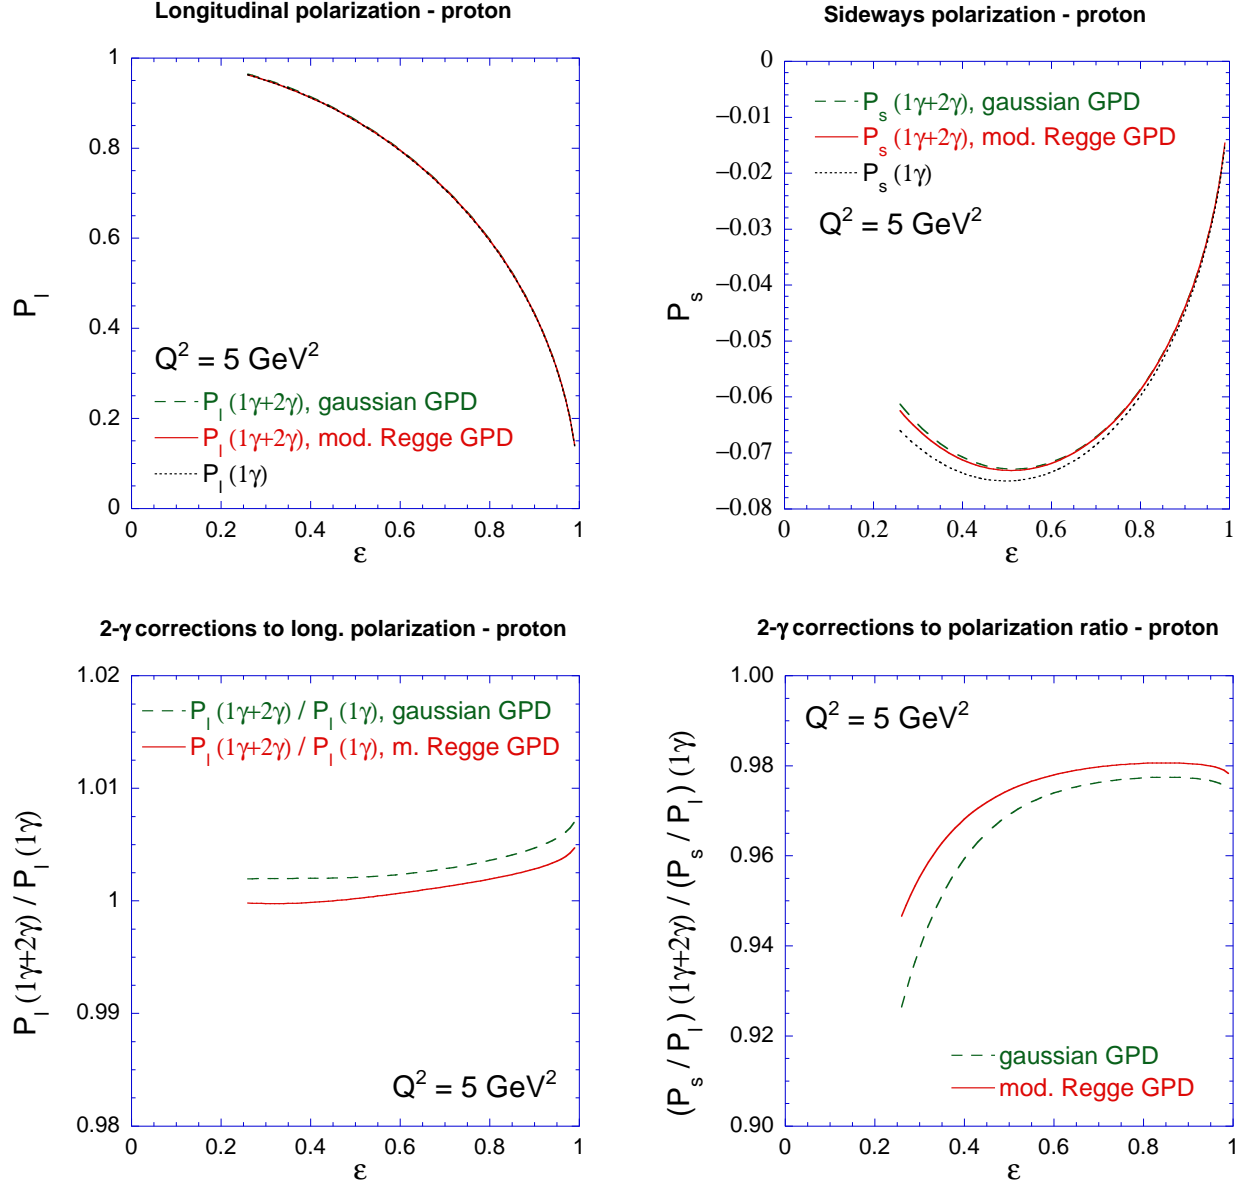 Longitudinal polarization - proton
1
0.8
0.6
0.4
0.2
0
P_l
Q² = 5 GeV²
P_l (1γ+2γ), gaussian GPD
P_l (1γ+2γ), mod. Regge GPD
P_l (1γ)
0 0.2 0.4 0.6 0.8 1
ε
Sideways polarization - proton
0
−0.01
−0.02
−0.03
−0.04
−0.05
−0.06
−0.07
−0.08
P_s
P_s (1γ+2γ), gaussian GPD
P_s (1γ+2γ), mod. Regge GPD
P_s (1γ)
Q² = 5 GeV²
0 0.2 0.4 0.6 0.8 1
ε
2-γ corrections to long. polarization - proton
1.02
1.01
1
0.99
0.98
P_l (1γ+2γ) / P_l (1γ)
P_l (1γ+2γ) / P_l (1γ), gaussian GPD
P_l (1γ+2γ) / P_l (1γ), m. Regge GPD
Q² = 5 GeV²
0 0.2 0.4 0.6 0.8 1
ε
2-γ corrections to polarization ratio - proton
1.00
0.98
0.96
0.94
0.92
0.90
(P_s / P_l) (1γ+2γ) / (P_s / P_l) (1γ)
Q² = 5 GeV²
gaussian GPD
mod. Regge GPD
0 0.2 0.4 0.6 0.8 1
ε